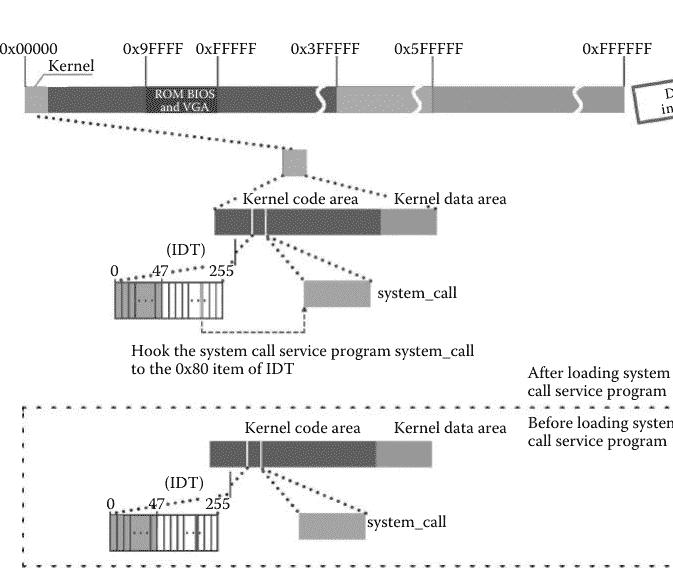 0x00000 0x9FFFF 0xFFFFF 0x3FFFFF 0x5FFFFF 0xFFFFFF
Kernel
ROM BIOS
and VGA
D
in
Kernel code area Kernel data area
(IDT)
0 47 255
...
...
system_call
Hook the system call service program system_call
to the 0x80 item of IDT
After loading system
call service program
Before loading system
call service program
Kernel code area Kernel data area
(IDT)
0 47 255
...
...
system_call